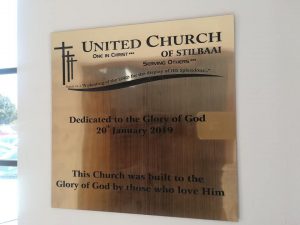 UNITED CHURCH
OF STILBAAI
ONE IN CHRIST ***
SERVING OTHERS ***
Dedicated to the Glory of God
20th January 2019
This Church was built to the
Glory of God by those who love Him